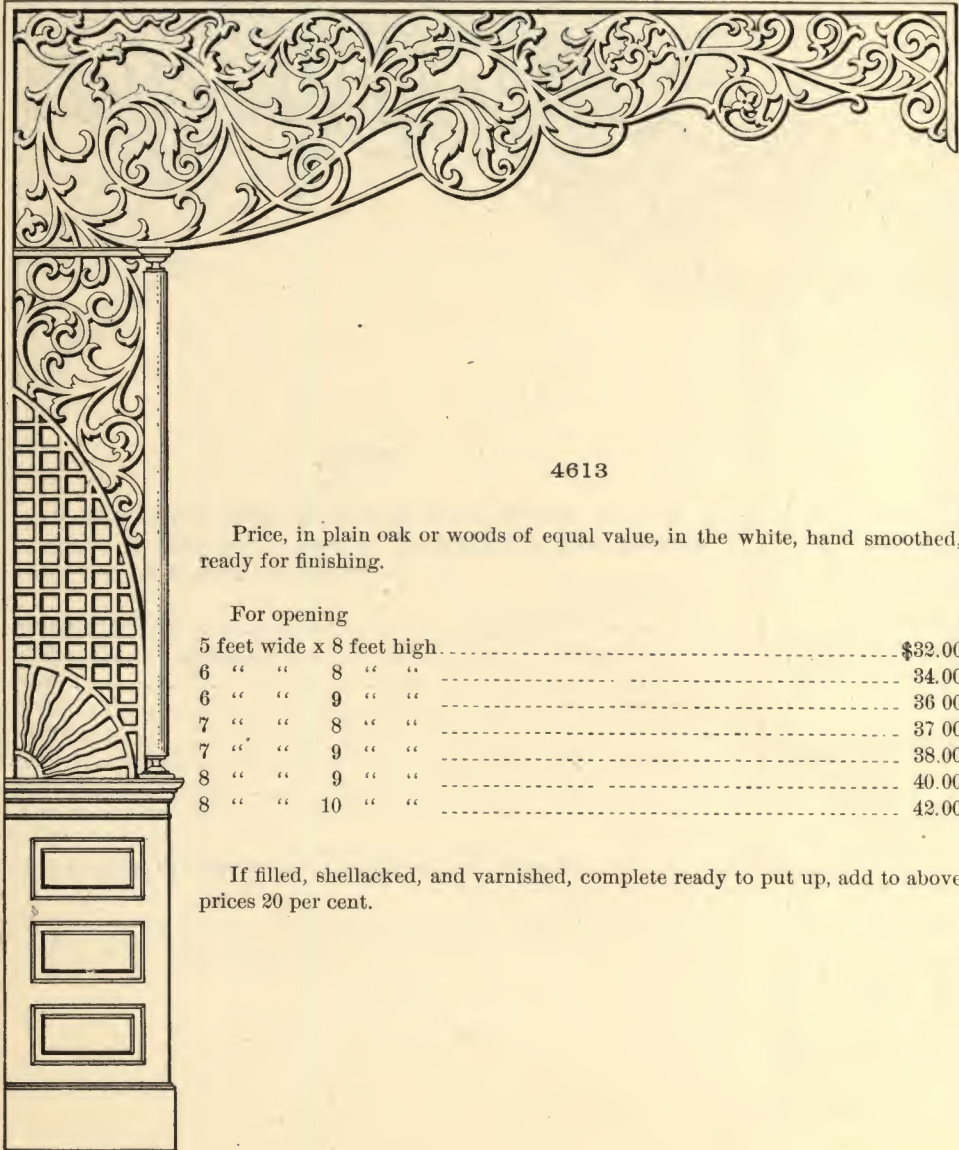 4613
Price, in plain oak or woods of equal value, in the white, hand smoothed,
ready for finishing.
For opening
5 feet wide x 8 feet high $32.00
6 “ “ 8 “ “ 34.00
6 “ “ 9 “ “ 36 00
7 “ “ 8 “ “ 37 00
7 “ “ 9 “ “ 38.00
8 “ “ 9 “ “ 40.00
8 “ “ 10 “ “ 42.00
If filled, shellacked, and varnished, complete ready to put up, add to above
prices 20 per cent.